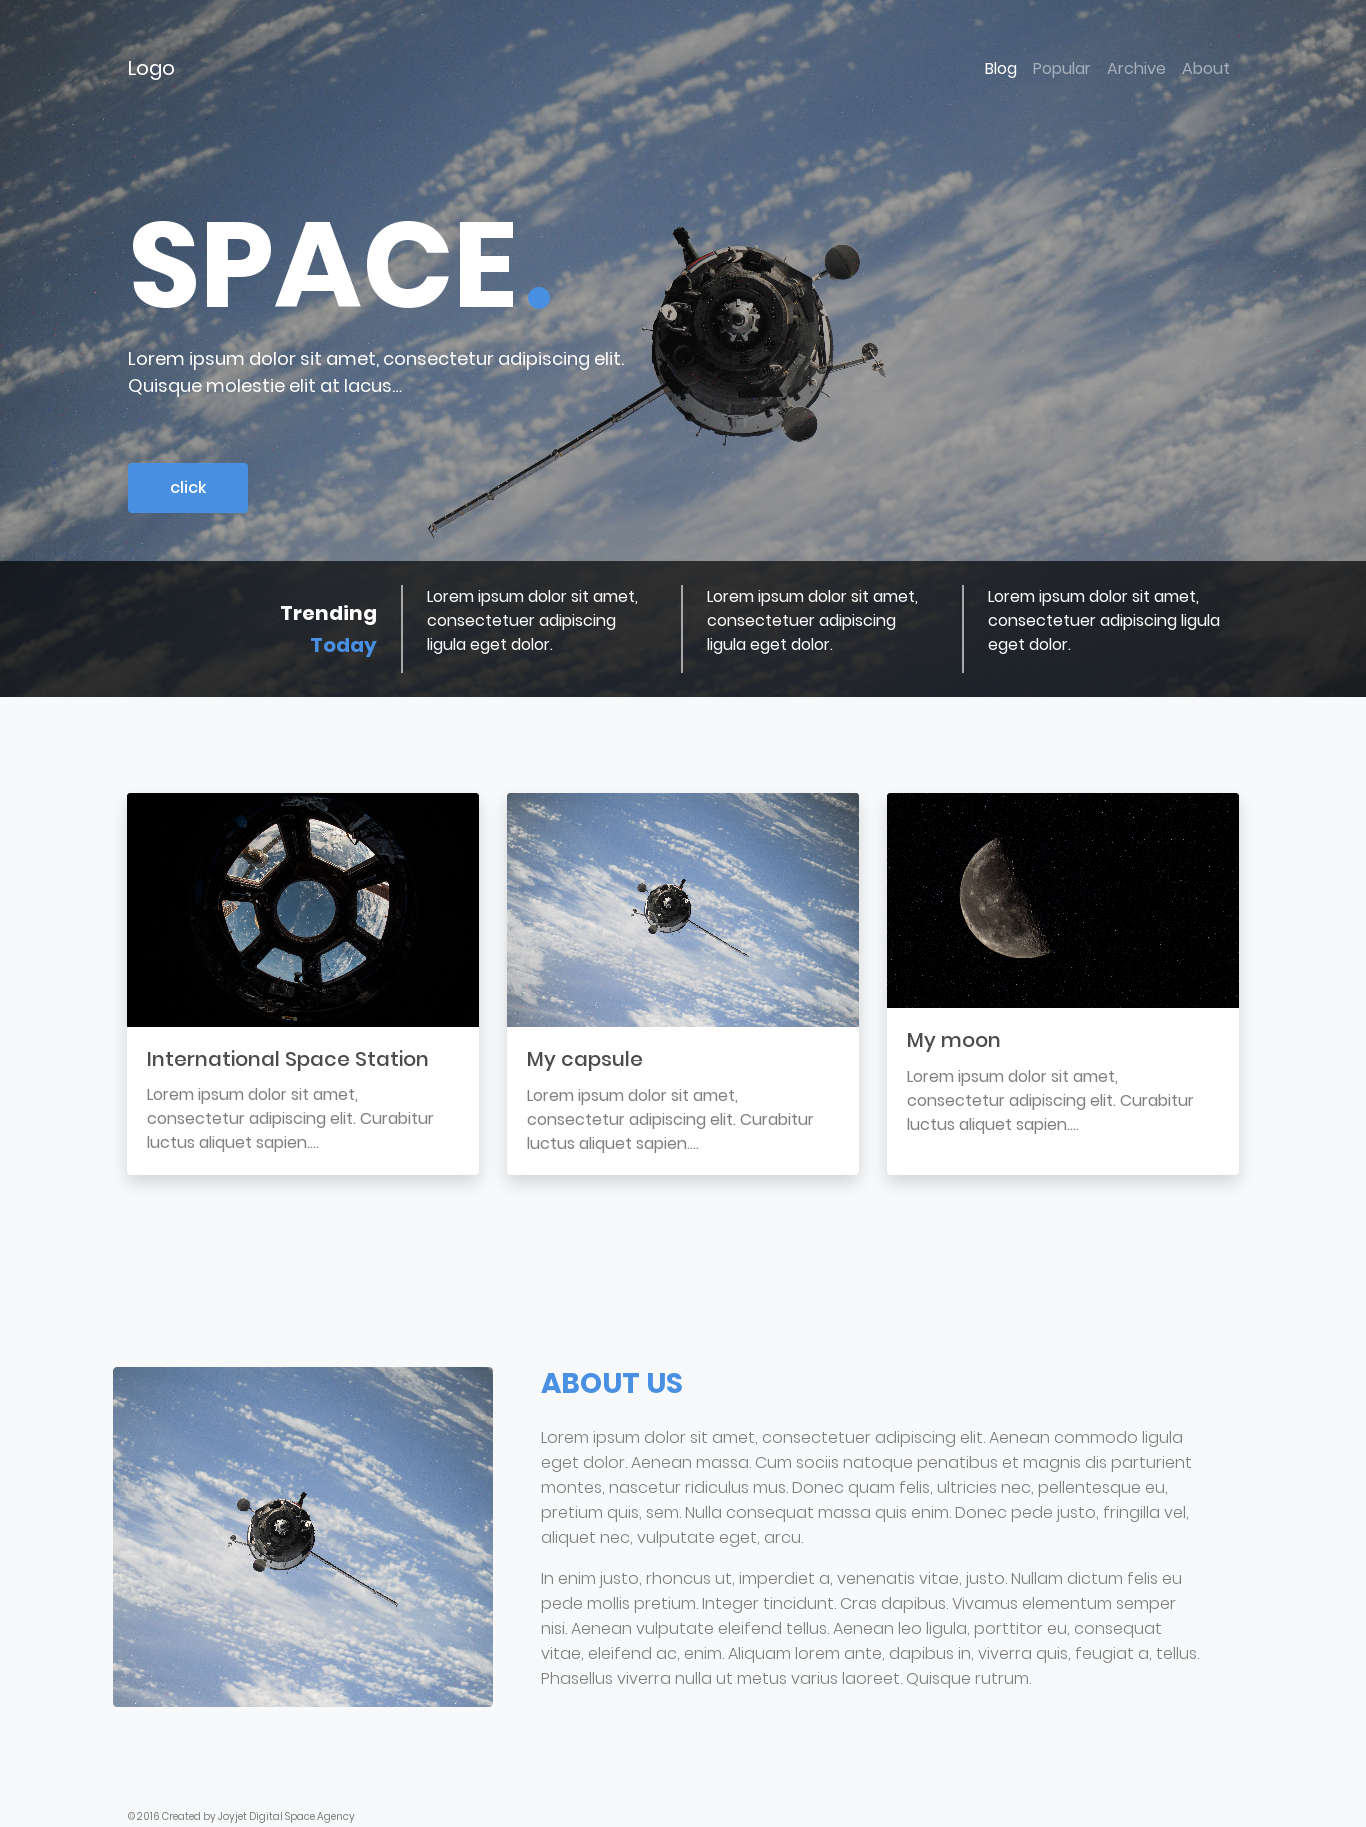 Logo
Blog Popular Archive About
SPACE.
Lorem ipsum dolor sit amet, consectetur adipiscing elit.
Quisque molestie elit at lacus...
click
Trending
Today
Lorem ipsum dolor sit amet,
consectetuer adipiscing
ligula eget dolor.
Lorem ipsum dolor sit amet,
consectetuer adipiscing
ligula eget dolor.
Lorem ipsum dolor sit amet,
consectetuer adipiscing ligula
eget dolor.
International Space Station
Lorem ipsum dolor sit amet,
consectetur adipiscing elit. Curabitur
luctus aliquet sapien....
My capsule
Lorem ipsum dolor sit amet,
consectetur adipiscing elit. Curabitur
luctus aliquet sapien....
My moon
Lorem ipsum dolor sit amet,
consectetur adipiscing elit. Curabitur
luctus aliquet sapien....
ABOUT US
Lorem ipsum dolor sit amet, consectetuer adipiscing elit. Aenean commodo ligula
eget dolor. Aenean massa. Cum sociis natoque penatibus et magnis dis parturient
montes, nascetur ridiculus mus. Donec quam felis, ultricies nec, pellentesque eu,
pretium quis, sem. Nulla consequat massa quis enim. Donec pede justo, fringilla vel,
aliquet nec, vulputate eget, arcu.
In enim justo, rhoncus ut, imperdiet a, venenatis vitae, justo. Nullam dictum felis eu
pede mollis pretium. Integer tincidunt. Cras dapibus. Vivamus elementum semper
nisi. Aenean vulputate eleifend tellus. Aenean leo ligula, porttitor eu, consequat
vitae, eleifend ac, enim. Aliquam lorem ante, dapibus in, viverra quis, feugiat a, tellus.
Phasellus viverra nulla ut metus varius laoreet. Quisque rutrum.
© 2016 Created by Joyjet Digital Space Agency